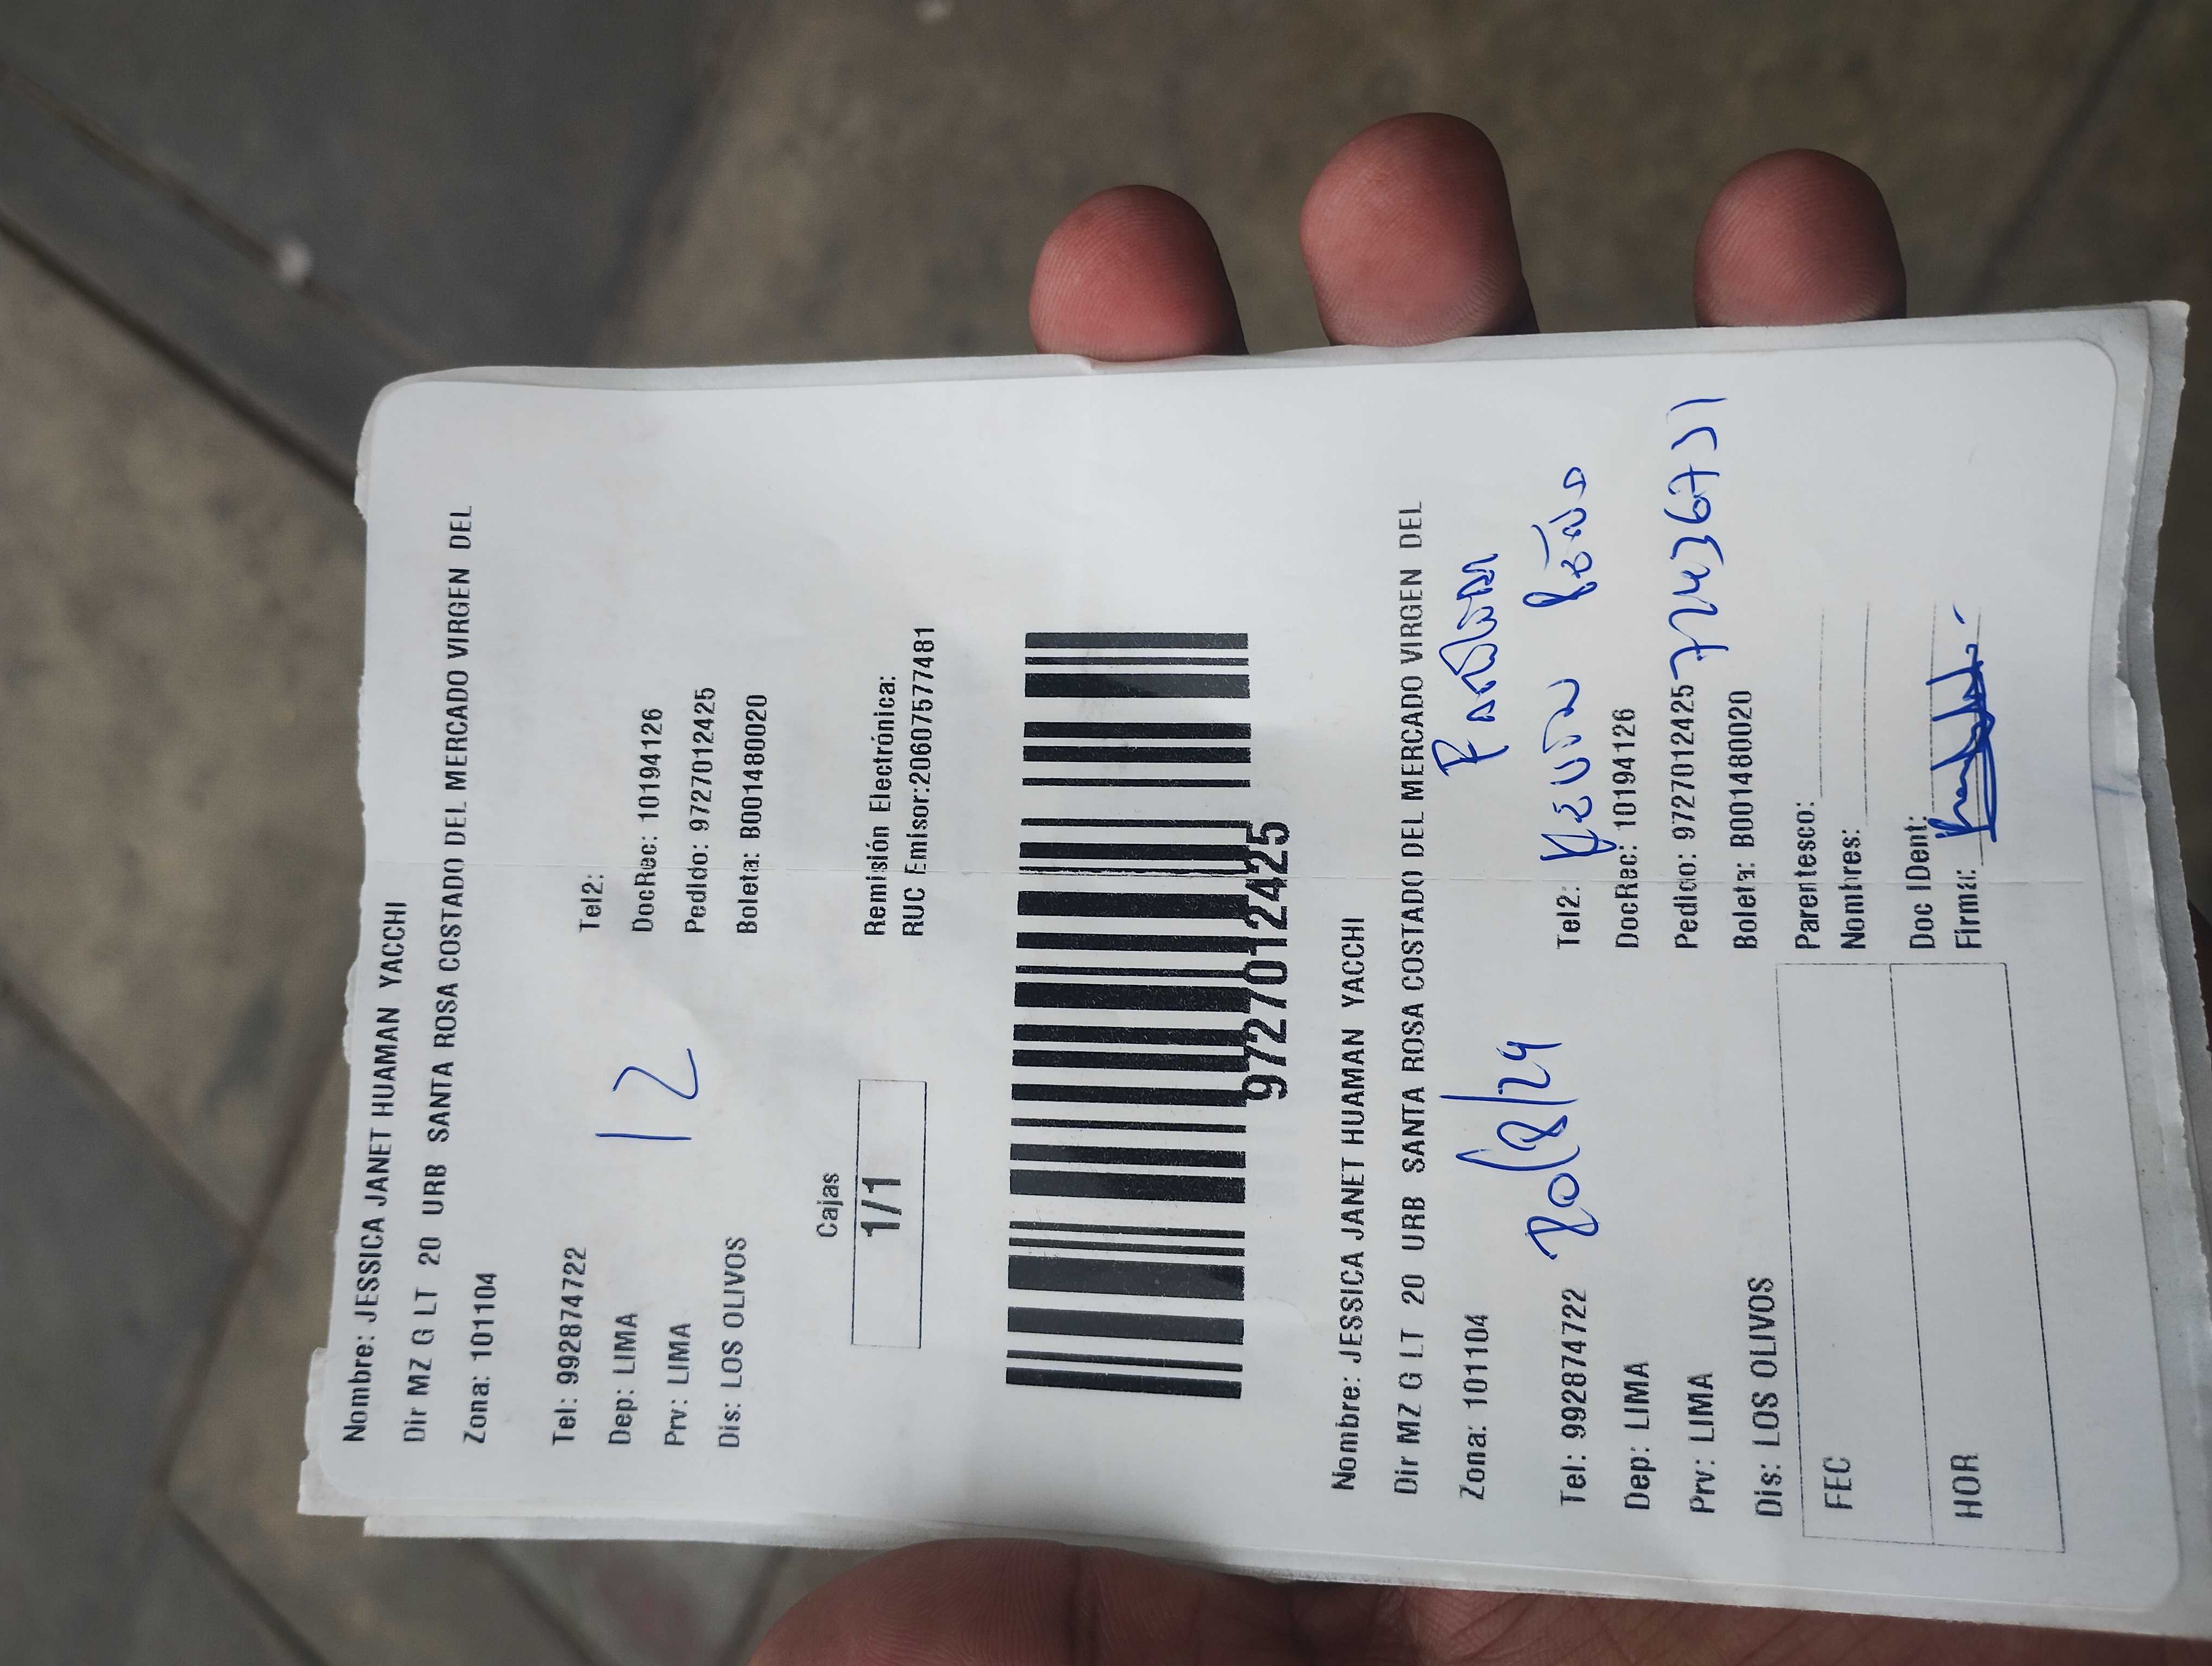 Nombre: JESSICA JANET HUAMAN YACCHI
Dir MZ G LT 20 URB SANTA ROSA COSTADO DEL MERCADO VIRGEN DEL
Zona: 101104
Tel: 992874722 Tel2:
Dep: LIMA 12 DocRec: 10194126
Prv: LIMA Pedido: 9727012425
Dis: LOS OLIVOS Boleta: B001480020
Cajas
1/1
Remisión Electrónica:
RUC Emisor:20607577481
9727012425
Nombre: JESSICA JANET HUAMAN YACCHI
Dir MZ G LT 20 URB SANTA ROSA COSTADO DEL MERCADO VIRGEN DEL
Zona: 101104
20/8/24
Tel: 992874722 Tel2:
Dep: LIMA DocRec: 10194126
Prv: LIMA Pedido: 9727012425
Dis: LOS OLIVOS Boleta: B001480020
FEC
HOR
Parentesco:
Nombres:
Doc IDent:
Firma: